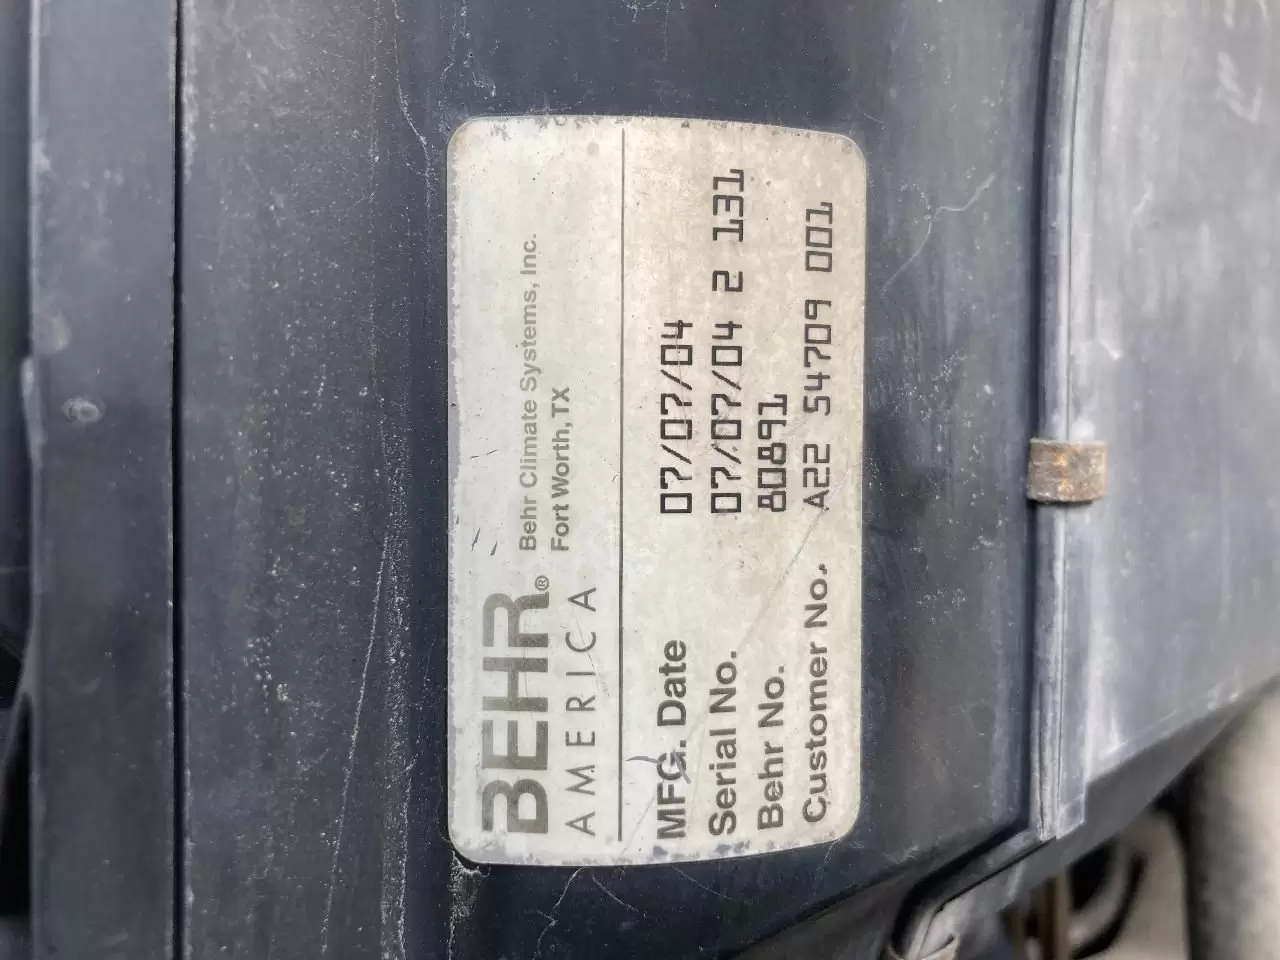 BEHR®
AMERICA
Behr Climate Systems, Inc.
Fort Worth, TX
MFG. Date 07/07/04
Serial No. 07/07/04 2 131
Behr No. 80891
Customer No. A22 54709 001